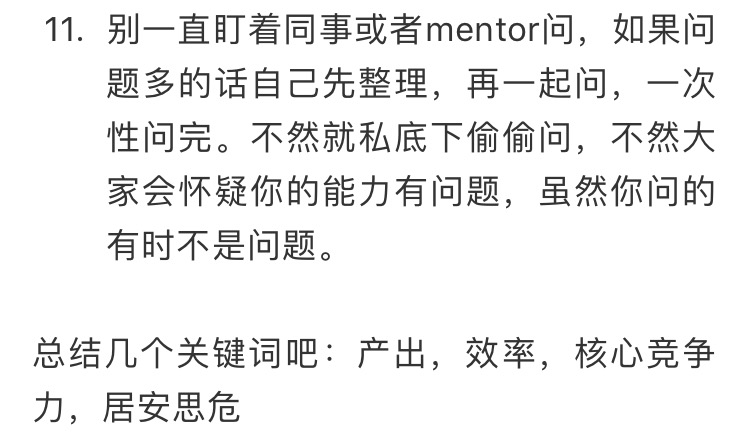 11. 别一直盯着同事或者mentor问，如果问
题多的话自己先整理，再一起问，一次
性问完。不然就私底下偷偷问，不然大
家会怀疑你的能力有问题，虽然你问的
有时不是问题。
总结几个关键词吧：产出，效率，核心竞争
力，居安思危